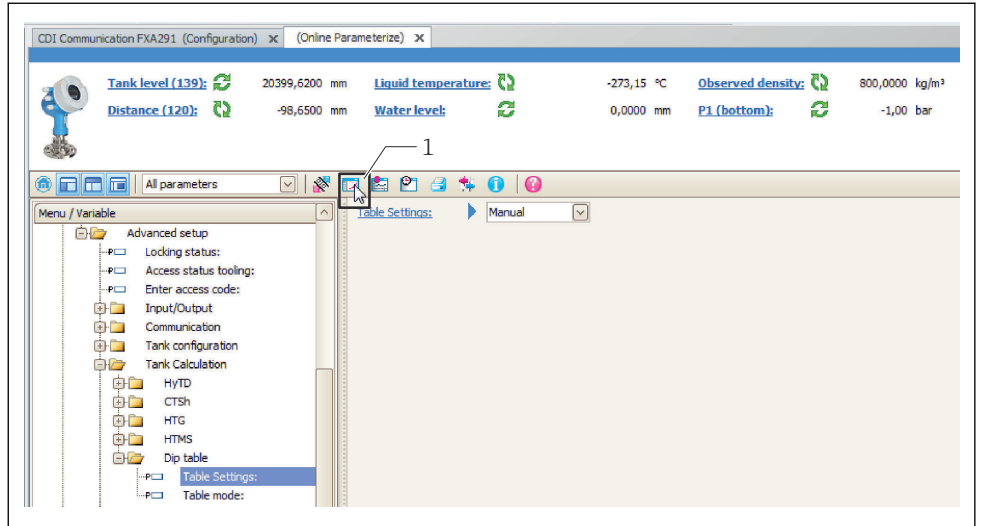 CDI Communication FXA291 (Configuration) x (Online Parameterize) x
Tank level (139): 20399,6200 mm Liquid temperature: -273,15 °C Observed density: 800,0000 kg/m³
Distance (120): -98,6500 mm Water level: 0,0000 mm P1 (bottom): -1,00 bar
1
All parameters
Menu / Variable
Table Settings: Manual
Advanced setup
Locking status:
Access status tooling:
Enter access code:
Input/Output
Communication
Tank configuration
Tank Calculation
HyTD
CTSh
HTG
HTMS
Dip table
Table Settings:
Table mode: